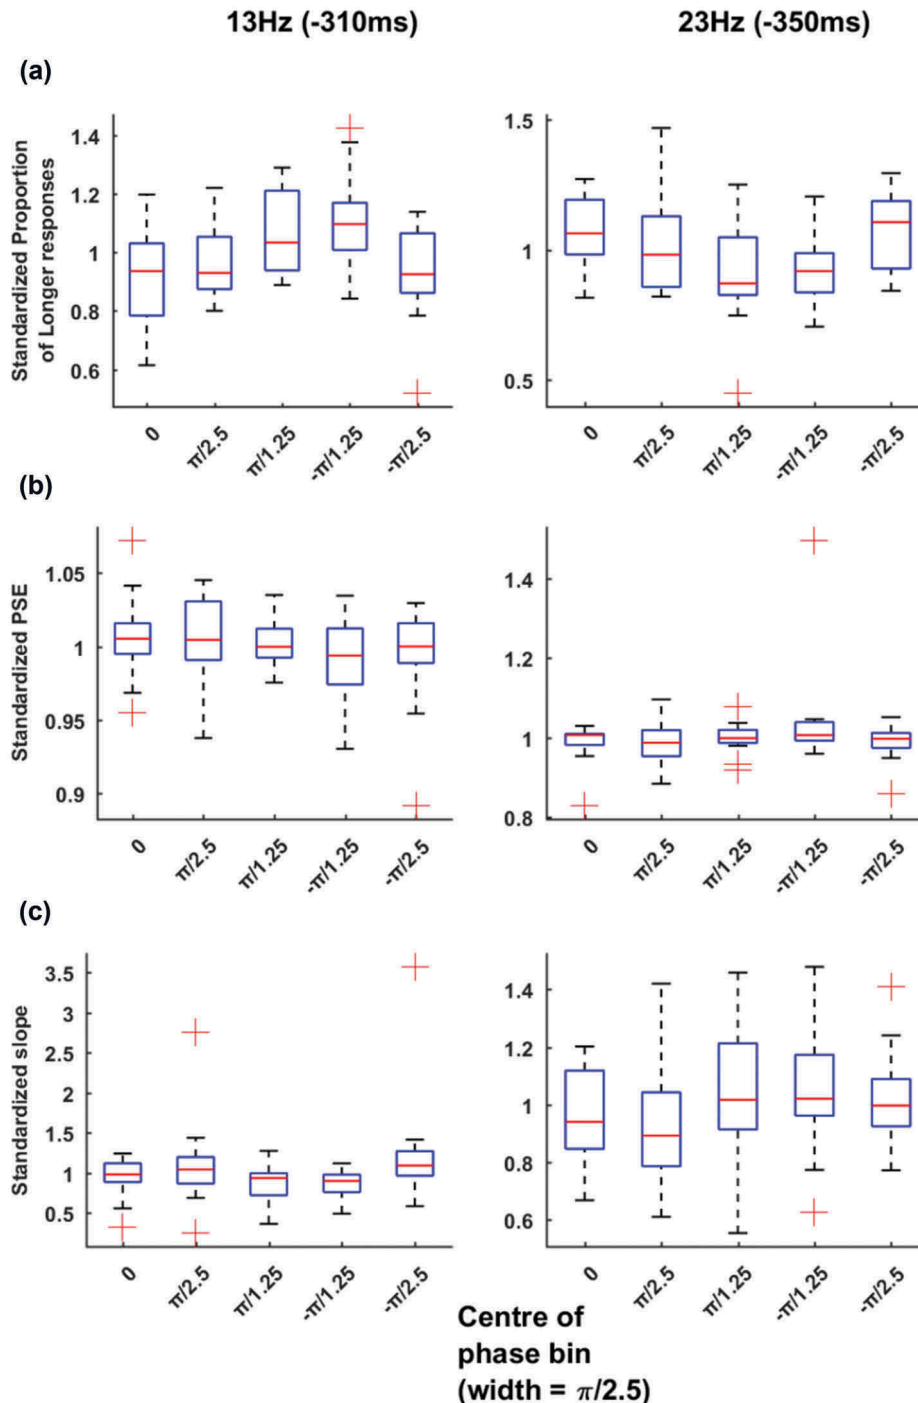 13Hz (-310ms)
23Hz (-350ms)
(a)
Standardized Proportion
of Longer responses
1.4
1.2
1
0.8
0.6
0
π/2.5
π/1.25
-π/1.25
-π/2.5
1.5
1
0.5
0
π/2.5
π/1.25
-π/1.25
-π/2.5
(b)
Standardized PSE
1.05
1
0.95
0.9
0
π/2.5
π/1.25
-π/1.25
-π/2.5
1.4
1.2
1
0.8
0
π/2.5
π/1.25
-π/1.25
-π/2.5
(c)
Standardized slope
3.5
3
2.5
2
1.5
1
0.5
0
π/2.5
π/1.25
-π/1.25
-π/2.5
1.4
1.2
1
0.8
0.6
0
π/2.5
π/1.25
-π/1.25
-π/2.5
Centre of
phase bin
(width = π/2.5)